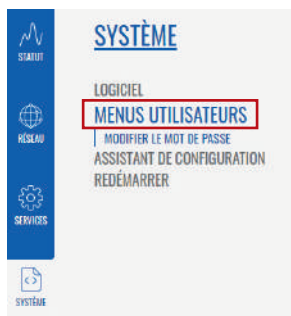 STATUT
RÉSEAU
SERVICES
SYSTÈME
SYSTÈME
LOGICIEL
MENUS UTILISATEURS
MODIFIER LE MOT DE PASSE
ASSISTANT DE CONFIGURATION
REDÉMARRER